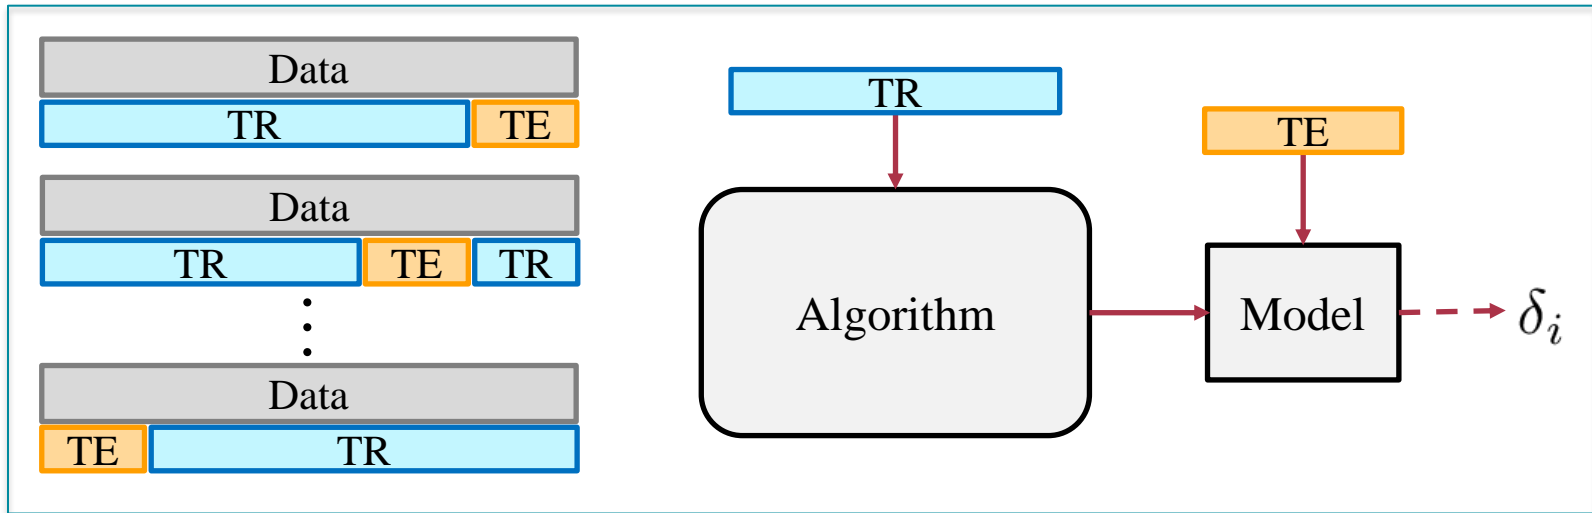 Data
TR TE
Data
TR TE TR
Data
TE TR
TR
TE
Algorithm
Model
δi